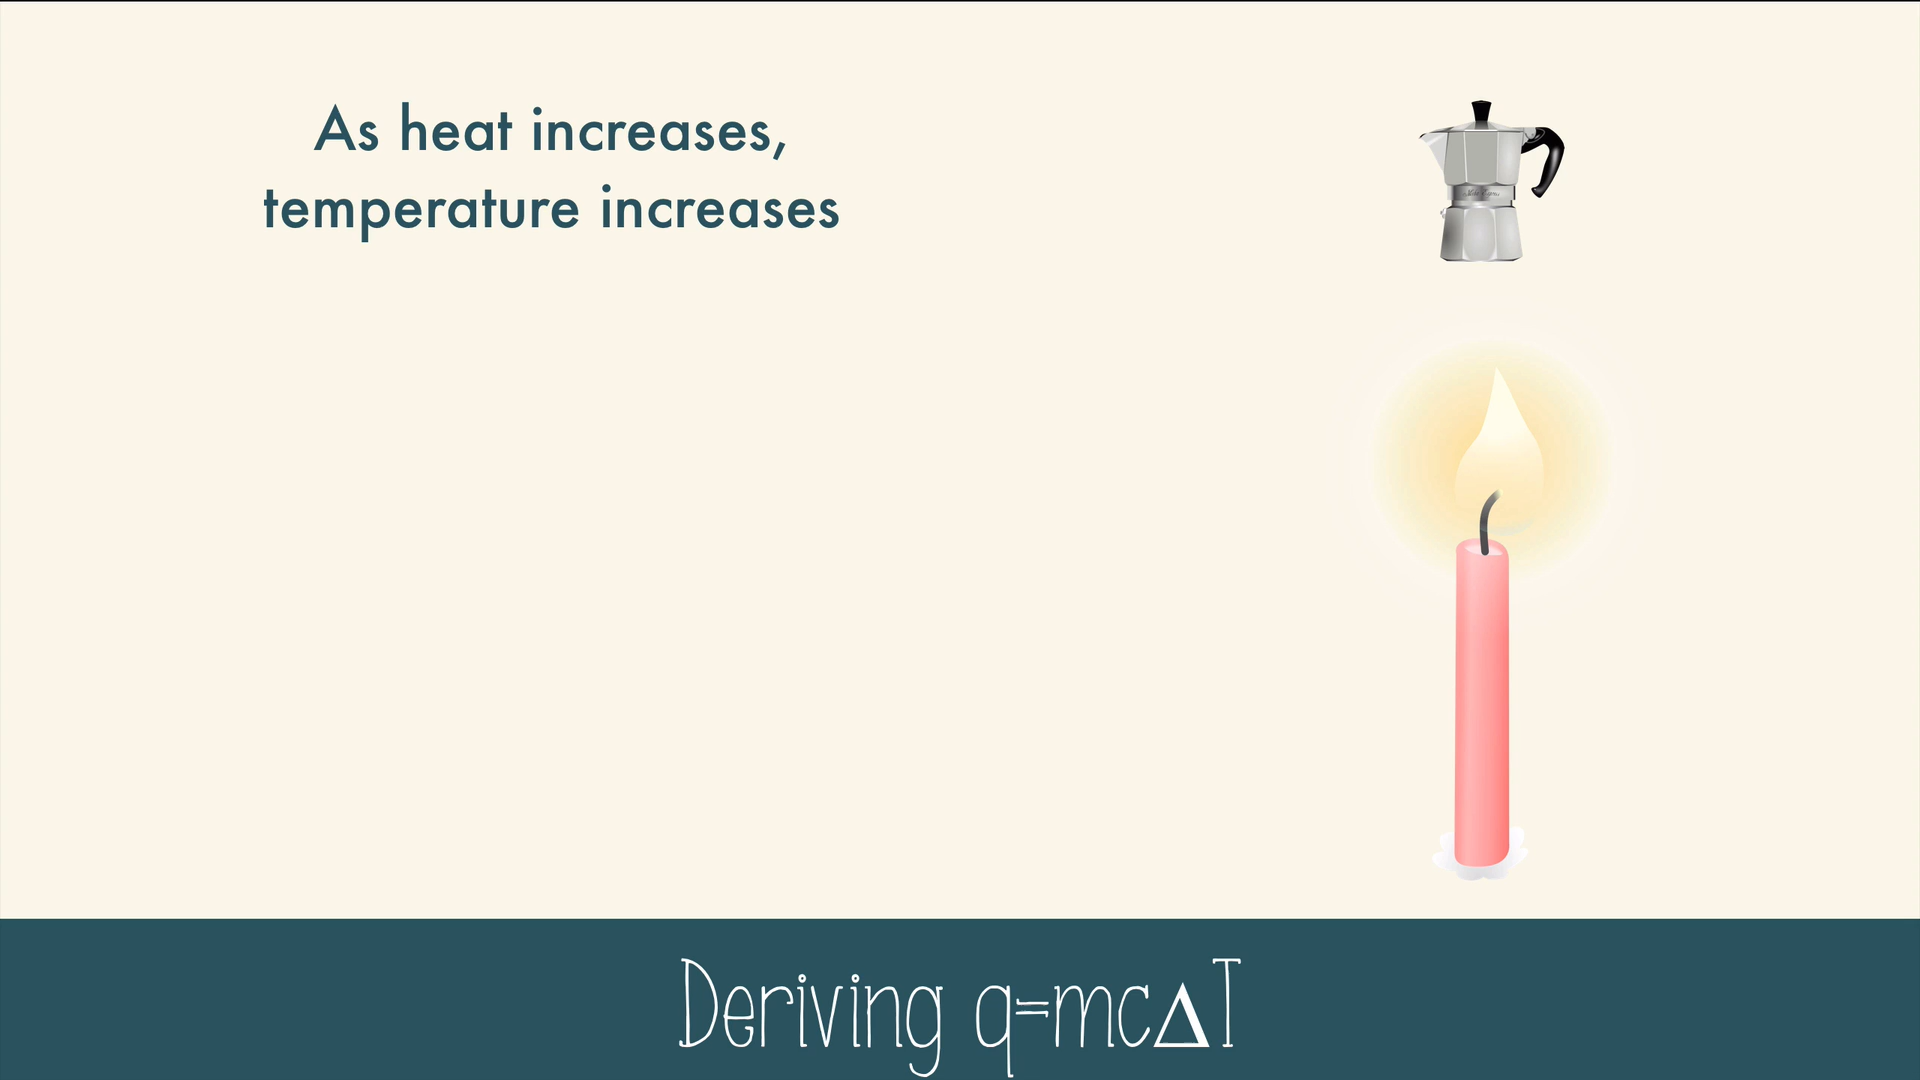 As heat increases,
temperature increases
Deriving q=mcΔT